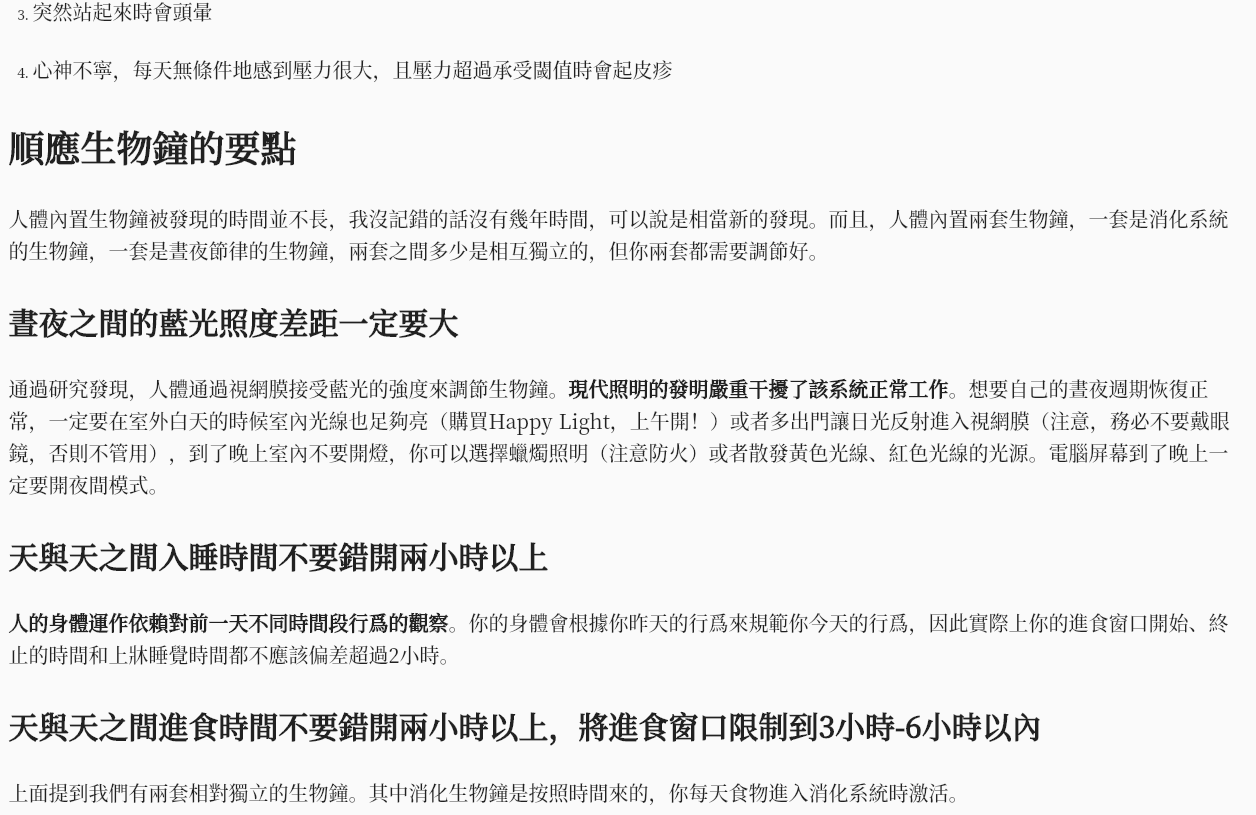 3. 突然站起來時會頭暈
4. 心神不寧，每天無條件地感到壓力很大，且壓力超過承受閾值時會起皮疹
順應生物鐘的要點
人體內置生物鐘被發現的時間並不長，我沒記錯的話沒有幾年時間，可以說是相當新的發現。而且，人體內置兩套生物鐘，一套是消化系統
的生物鐘，一套是晝夜節律的生物鐘，兩套之間多少是相互獨立的，但你兩套都需要調節好。
晝夜之間的藍光照度差距一定要大
通過研究發現，人體通過視網膜接受藍光的強度來調節生物鐘。現代照明的發明嚴重干擾了該系統正常工作。想要自己的晝夜週期恢復正
常，一定要在室外白天的時候室內光線也足夠亮（購買Happy Light，上午開！）或者多出門讓日光反射進入視網膜（注意，務必不要戴眼
鏡，否則不管用），到了晚上室內不要開燈，你可以選擇蠟燭照明（注意防火）或者散發黃色光線、紅色光線的光源。電腦屏幕到了晚上一
定要開夜間模式。
天與天之間入睡時間不要錯開兩小時以上
人的身體運作依賴對前一天不同時間段行爲的觀察。你的身體會根據你昨天的行爲來規範你今天的行爲，因此實際上你的進食窗口開始、終
止的時間和上牀睡覺時間都不應該偏差超過2小時。
天與天之間進食時間不要錯開兩小時以上，將進食窗口限制到3小時-6小時以內
上面提到我們有兩套相對獨立的生物鐘。其中消化生物鐘是按照時間來的，你每天食物進入消化系統時激活。